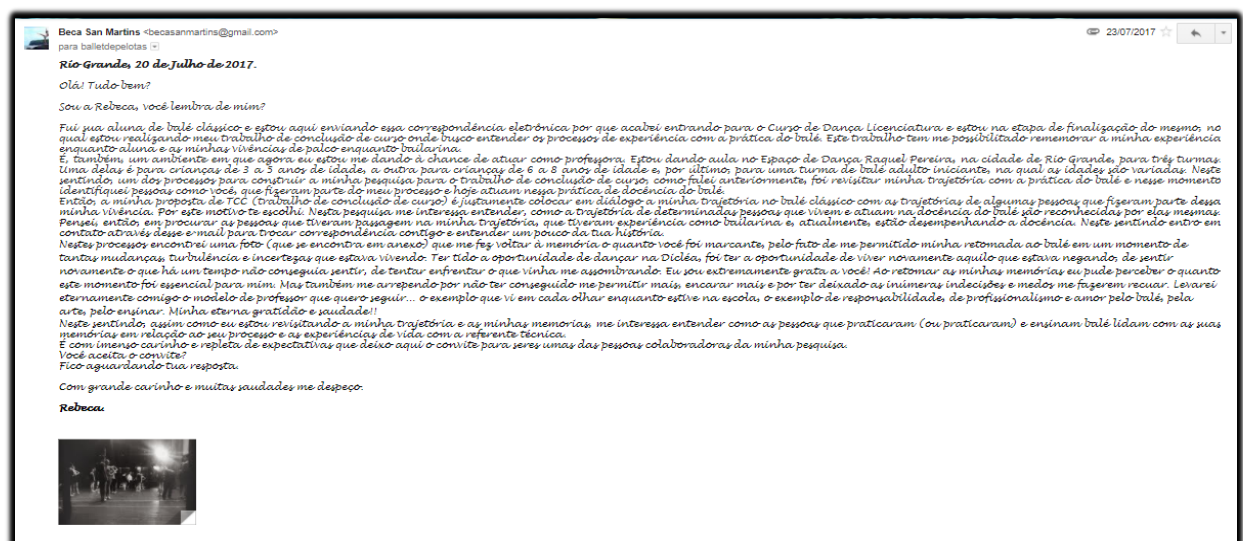 Beca San Martins <becasanmartins@gmail.com>
23/07/2017
para balletdepelotas
Rio Grande, 20 de Julho de 2017.
Olá! Tudo bem?
Sou a Rebeca, você lembra de mim?
Fui sua aluna de balé clássico e estou aqui enviando essa correspondência eletrônica por que acabei entrando para o Curso de Dança Licenciatura e estou na etapa de finalização do mesmo, no
qual estou realizando meu trabalho de conclusão de curso onde busco entender os processos de experiência com a prática do balé. Este trabalho tem me possibilitado rememorar a minha experiência
enquanto aluna e as minhas vivências de palco enquanto bailarina.
É, também, um ambiente em que agora eu estou me dando à chance de atuar como professora. Estou dando aula no Espaço de Dança Raquel Pereira, na cidade de Rio Grande, para três turmas.
Uma delas é para crianças de 3 a 5 anos de idade, a outra para crianças de 6 a 8 anos de idade e, por último, para uma turma de balé adulto iniciante, na qual as idades são variadas. Neste
sentindo, um dos processos para construir a minha pesquisa para o trabalho de conclusão de curso, como falei anteriormente, foi revisitar minha trajetória com a prática do balé e nesse momento
identifiquei pessoas como você, que fizeram parte do meu processo e hoje atuam nessa prática de docência do balé.
Então, a minha proposta de TCC (trabalho de conclusão de curso) é justamente colocar em diálogo a minha trajetória no balé clássico com as trajetórias de algumas pessoas que fizeram parte dessa
minha vivência. Por este motivo te escolhi. Nesta pesquisa me interessa entender, como a trajetória de determinadas pessoas que vivem e atuam na docência do balé são reconhecidas por elas mesmas.
Pensei, então, em procurar as pessoas que tiveram passagem na minha trajetória, que tiveram experiência como bailarina e, atualmente, estão desempenhando a docência. Neste sentindo entro em
contato através desse e-mail para trocar correspondência contigo e entender um pouco da tua história.
Nestes processos encontrei uma foto (que se encontra em anexo) que me fez voltar à memória o quanto você foi marcante, pelo fato de me permitido minha retomada ao balé em um momento de
tantas mudanças, turbulência e incertezas que estava vivendo. Ter tido a oportunidade de dançar na Dicléa, foi ter a oportunidade de viver novamente aquilo que estava negando, de sentir
novamente o que há um tempo não conseguia sentir, de tentar enfrentar o que vinha me assombrando. Eu sou extremamente grata a você! Ao retomar as minhas memórias eu pude perceber o quanto
este momento foi essencial para mim. Mas também me arrependo por não ter conseguido me permitir mais, encarar mais e por ter deixado as inúmeras indecisões e medos me fazerem recuar. Levarei
eternamente comigo o modelo de professor que quero seguir... o exemplo que vi em cada olhar enquanto estive na escola, o exemplo de responsabilidade, de profissionalismo e amor pelo balé, pela
arte, pelo ensinar. Minha eterna gratidão e saudade!!
Neste sentindo, assim como eu estou revisitando a minha trajetória e as minhas memorias, me interessa entender como as pessoas que praticaram (ou praticaram) e ensinam balé lidam com as suas
memórias em relação ao seu processo e as experiências de vida com a referente técnica.
É com imenso carinho e repleta de expectativas que deixo aqui o convite para seres umas das pessoas colaboradoras da minha pesquisa.
Você aceita o convite?
Fico aguardando tua resposta.
Com grande carinho e muitas saudades me despeço.
Rebeca.